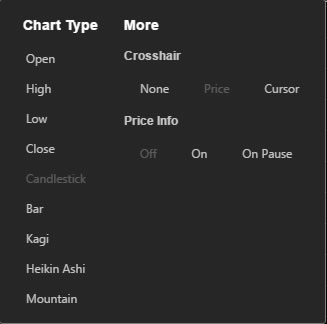 Chart Type
Open
High
Low
Close
Candlestick
Bar
Kagi
Heikin Ashi
Mountain
More
Crosshair
None Price Cursor
Price Info
Off On On Pause